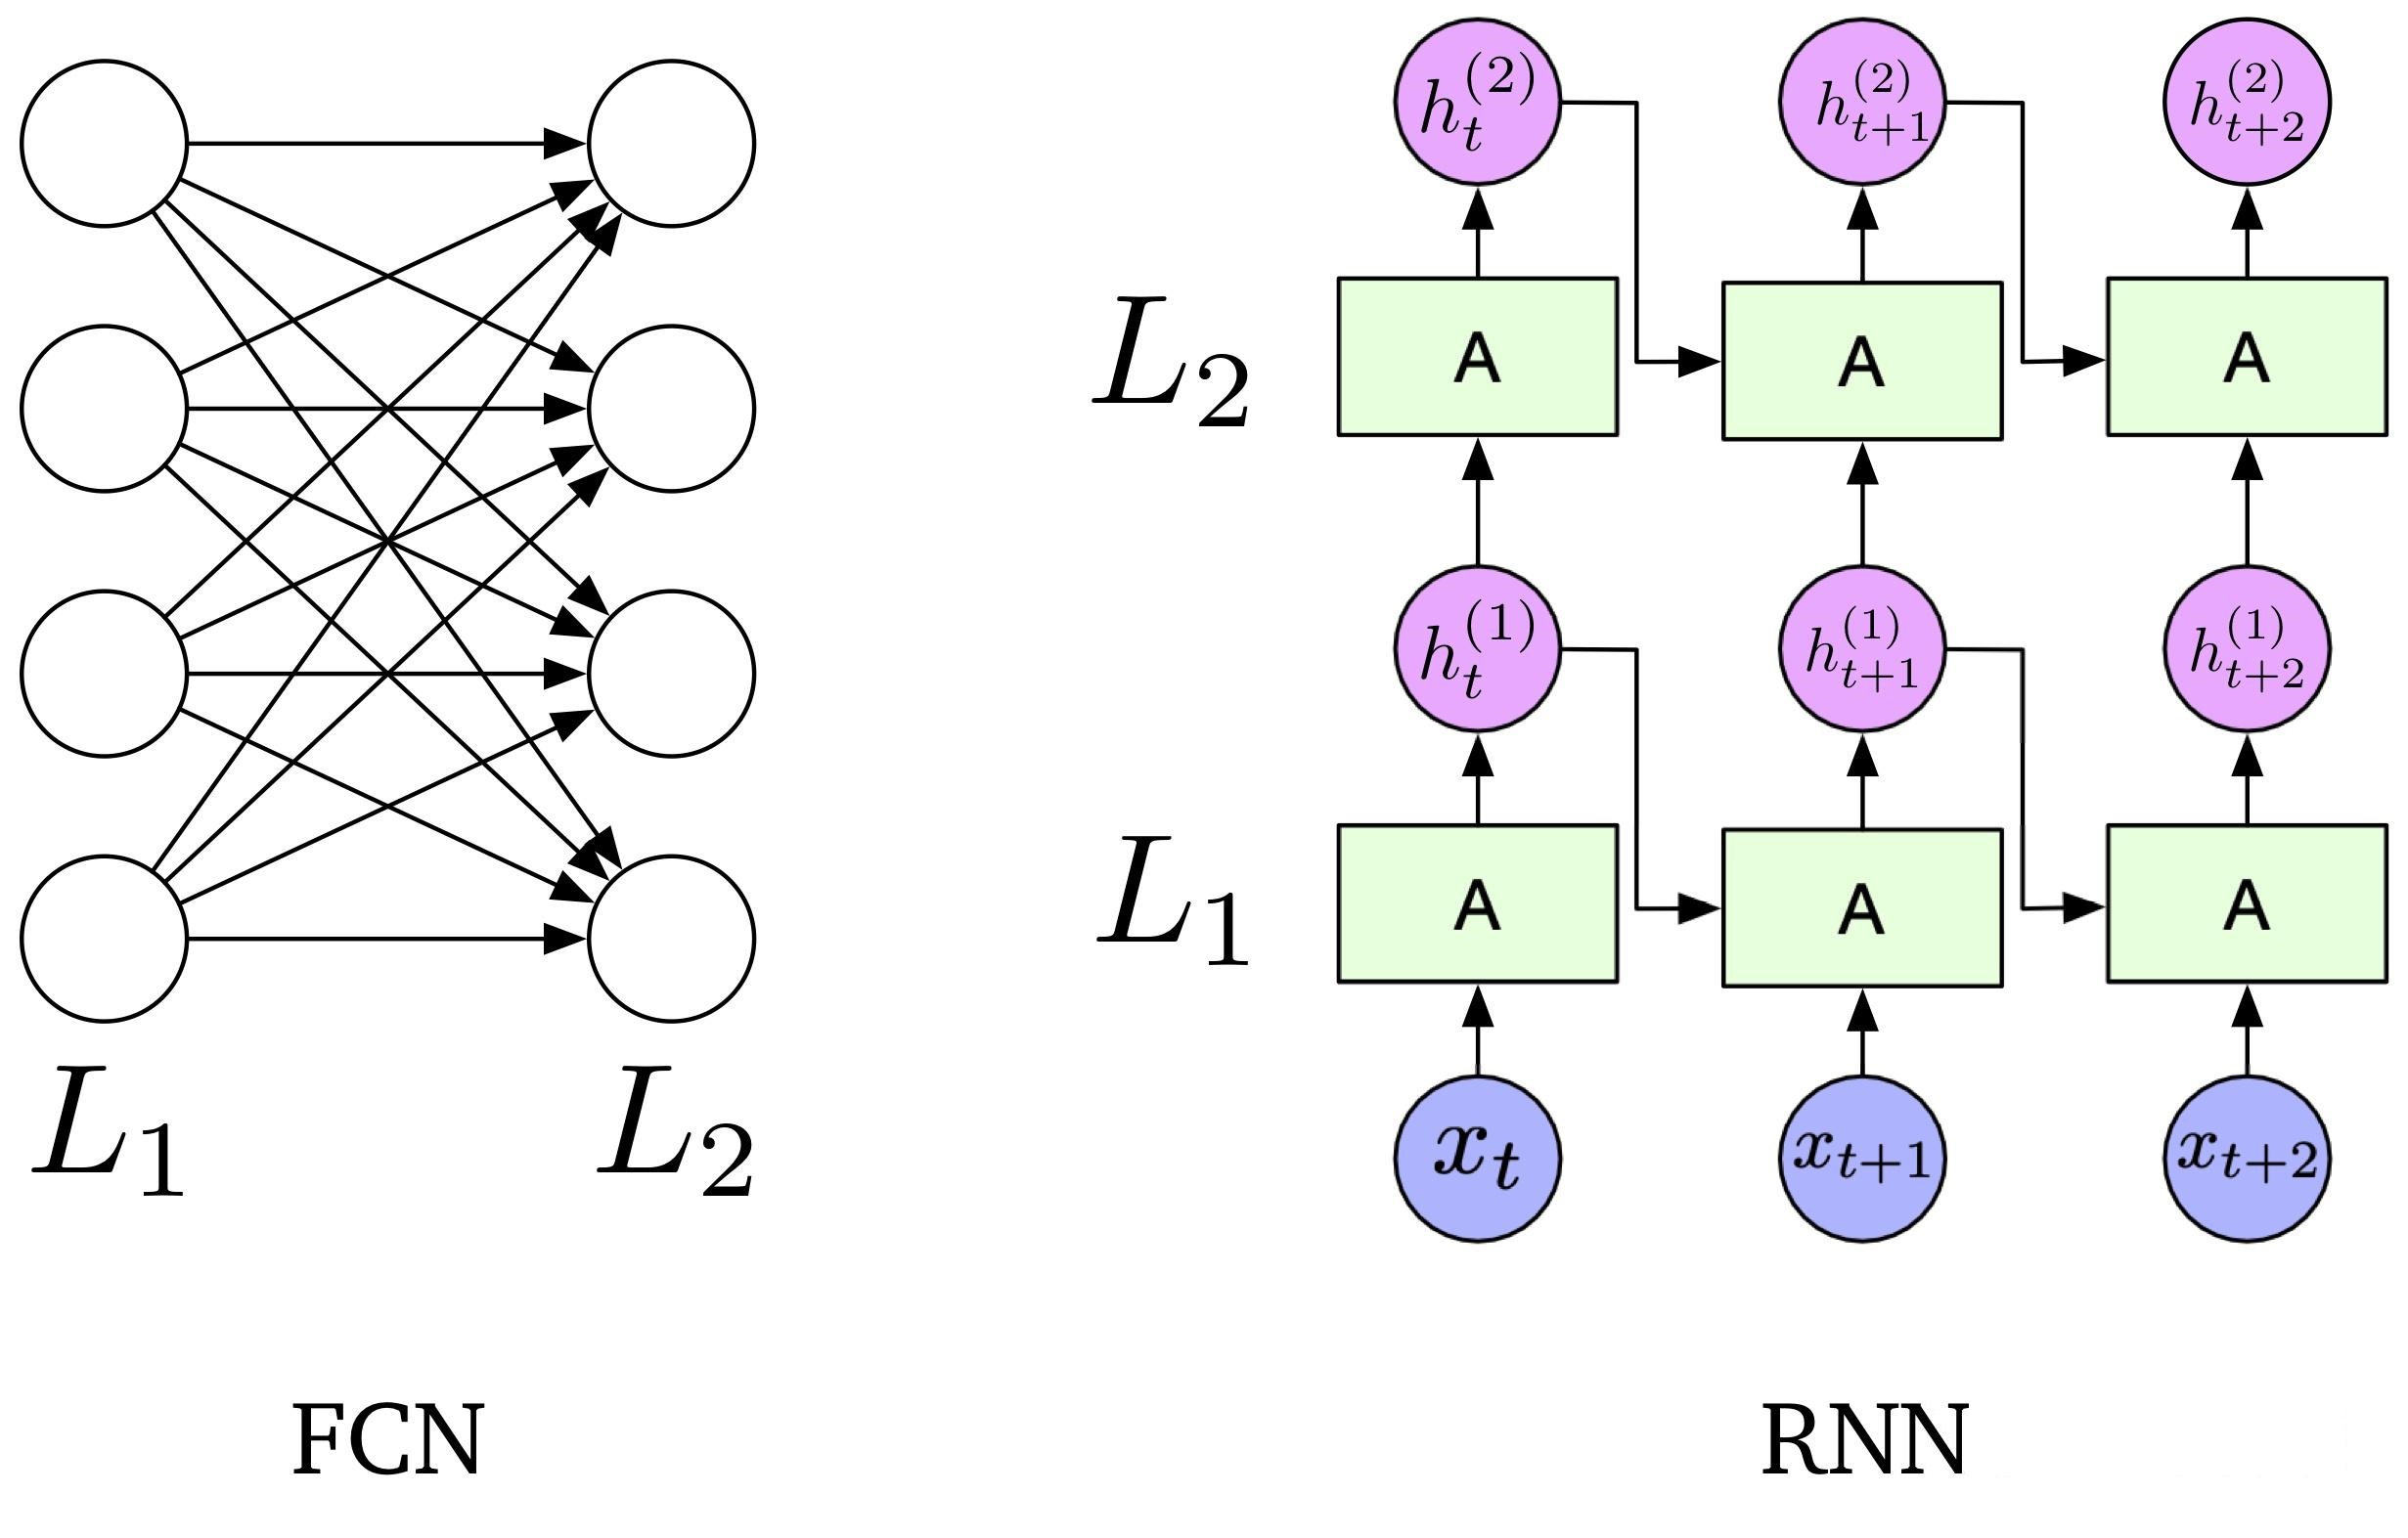 h_t^{(2)} h_{t+1}^{(2)} h_{t+2}^{(2)}
L_2 A A A
h_t^{(1)} h_{t+1}^{(1)} h_{t+2}^{(1)}
L_1 A A A
L_1 L_2 x_t x_{t+1} x_{t+2}
FCN RNN